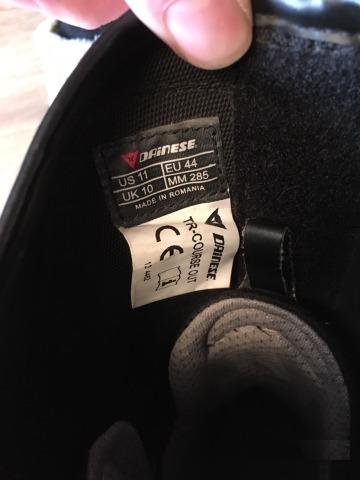 DAINESE
US 11 EU 44
UK 10 MM 285
MADE IN ROMANIA
DAINESE
TR-COURSE OUT
CE